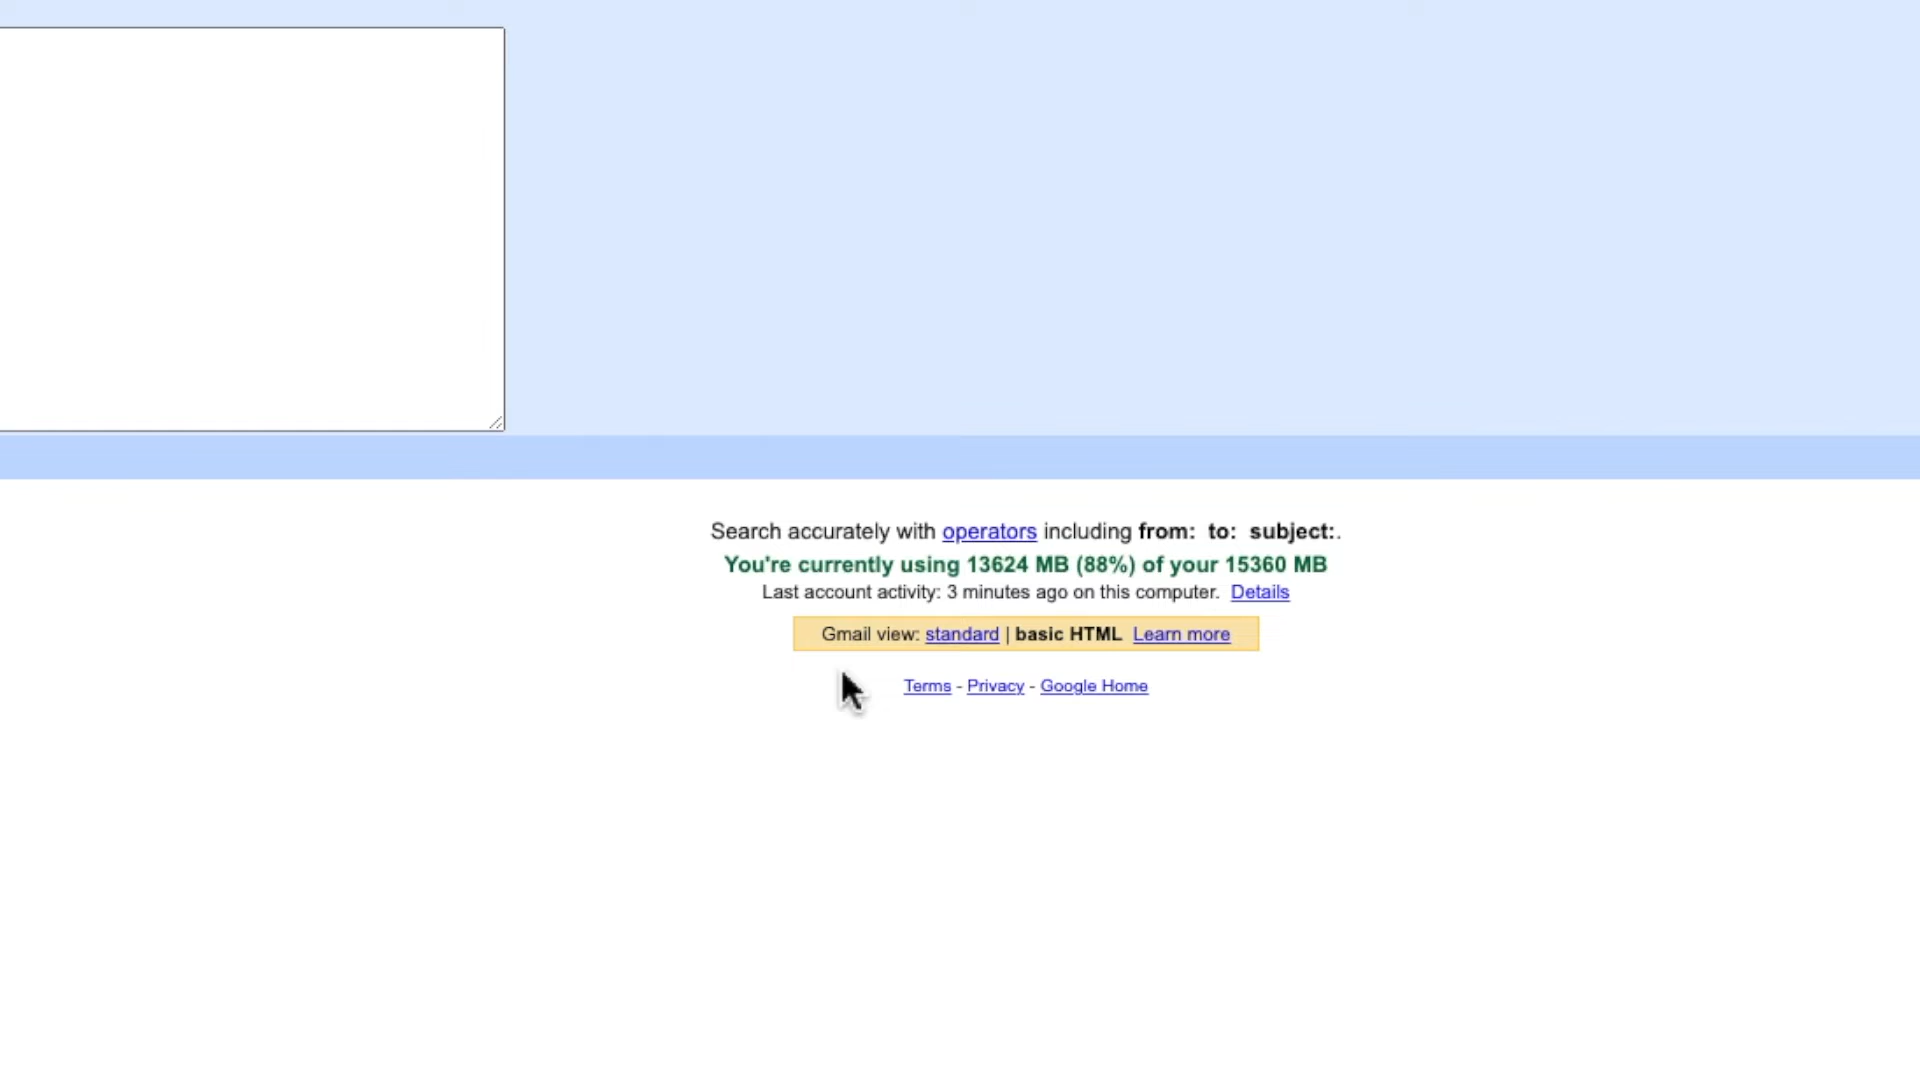 Search accurately with operators including from: to: subject:.
You're currently using 13624 MB (88%) of your 15360 MB
Last account activity: 3 minutes ago on this computer. Details
Gmail view: standard | basic HTML Learn more
Terms - Privacy - Google Home